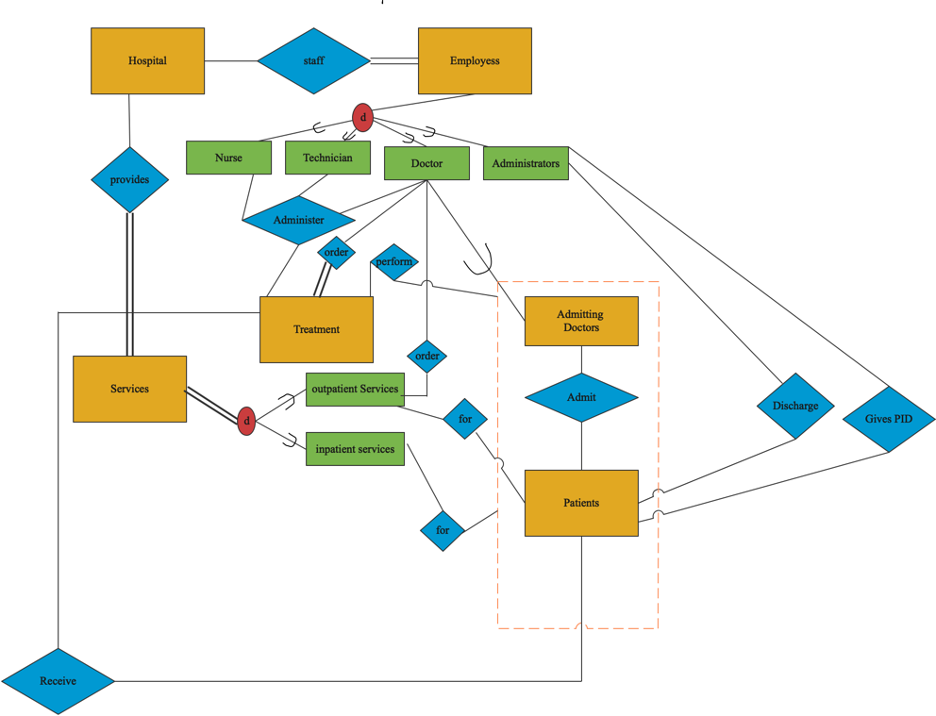 Hospital
staff
Employess
d
Nurse
Technician
Doctor
Administrators
provides
Administer
order
perform
Treatment
Admitting
Doctors
order
Services
outpatient Services
Admit
Discharge
Gives PID
d
for
inpatient services
Patients
for
Receive